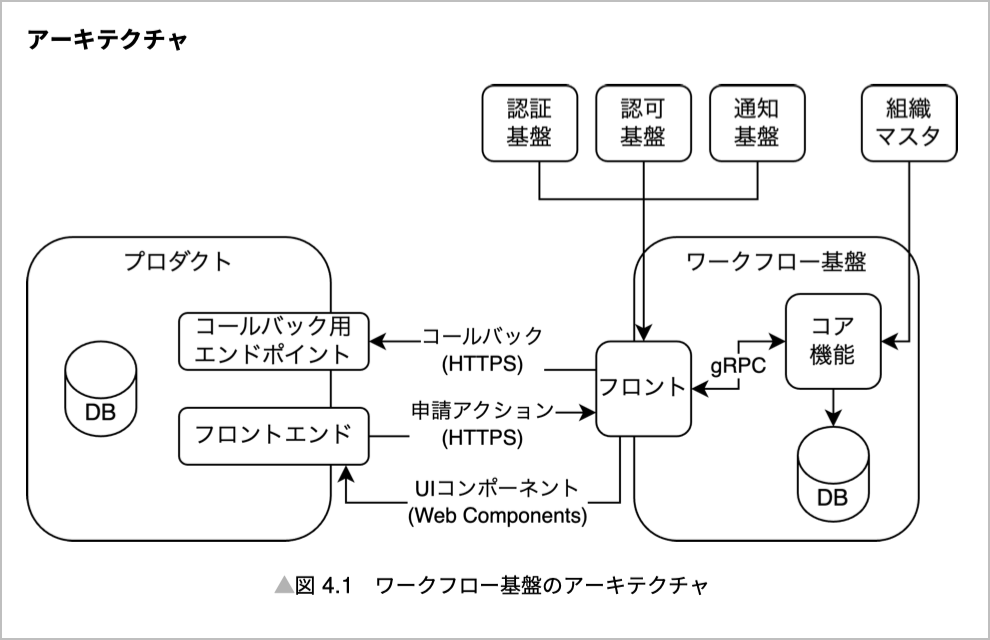 アーキテクチャ
認証
基盤
認可
基盤
通知
基盤
組織
マスタ
プロダクト
コールバック用
エンドポイント
DB
フロントエンド
コールバック
(HTTPS)
申請アクション
(HTTPS)
UIコンポーネント
(Web Components)
ワークフロー基盤
フロント
gRPC
コア
機能
DB
▲図 4.1　ワークフロー基盤のアーキテクチャ